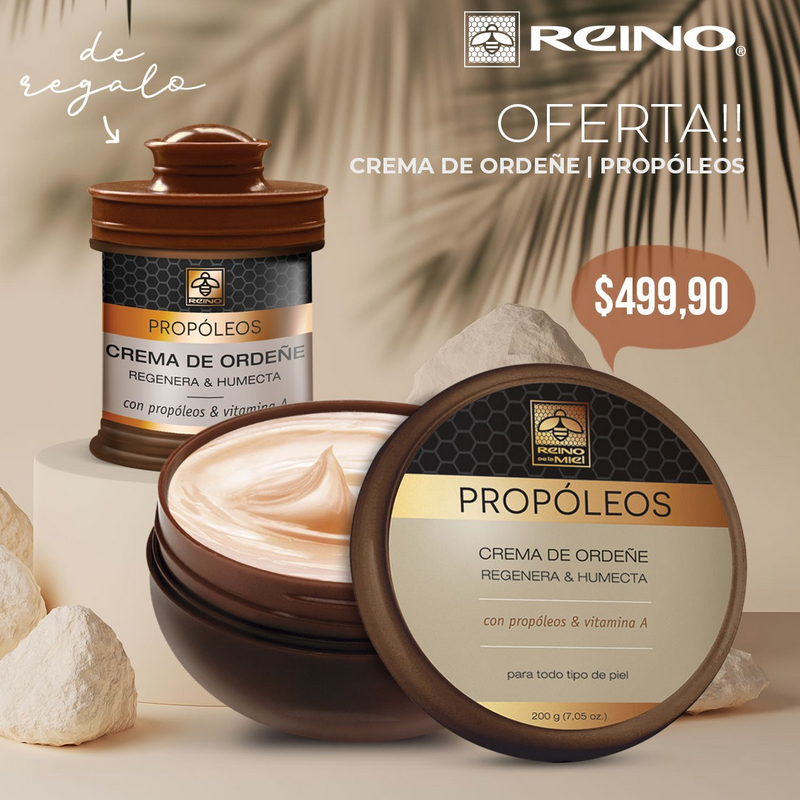 de
regalo
REINO®
OFERTA!!
CREMA DE ORDEÑE | PROPÓLEOS
$499,90
REINO
PROPÓLEOS
CREMA DE ORDEÑE
REGENERA & HUMECTA
con propóleos & vitamina A
REINO
de la MIEL
PROPÓLEOS
CREMA DE ORDEÑE
REGENERA & HUMECTA
con propóleos & vitamina A
para todo tipo de piel
200 g (7,05 oz.)